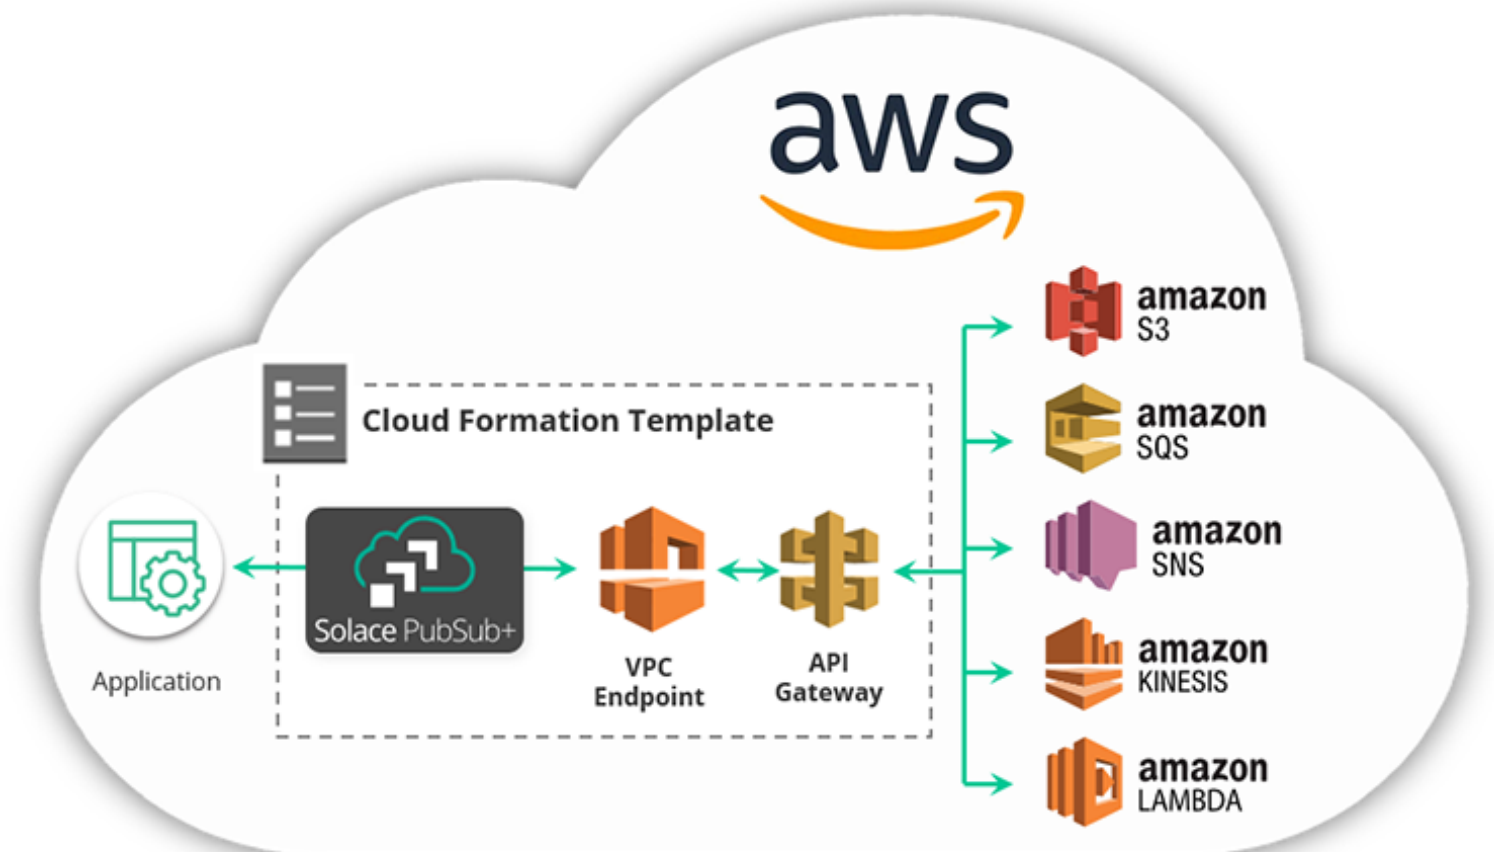 aws
amazon
S3
amazon
SQS
amazon
SNS
amazon
KINESIS
amazon
LAMBDA
Cloud Formation Template
Solace PubSub+
Application
VPC
Endpoint
API
Gateway